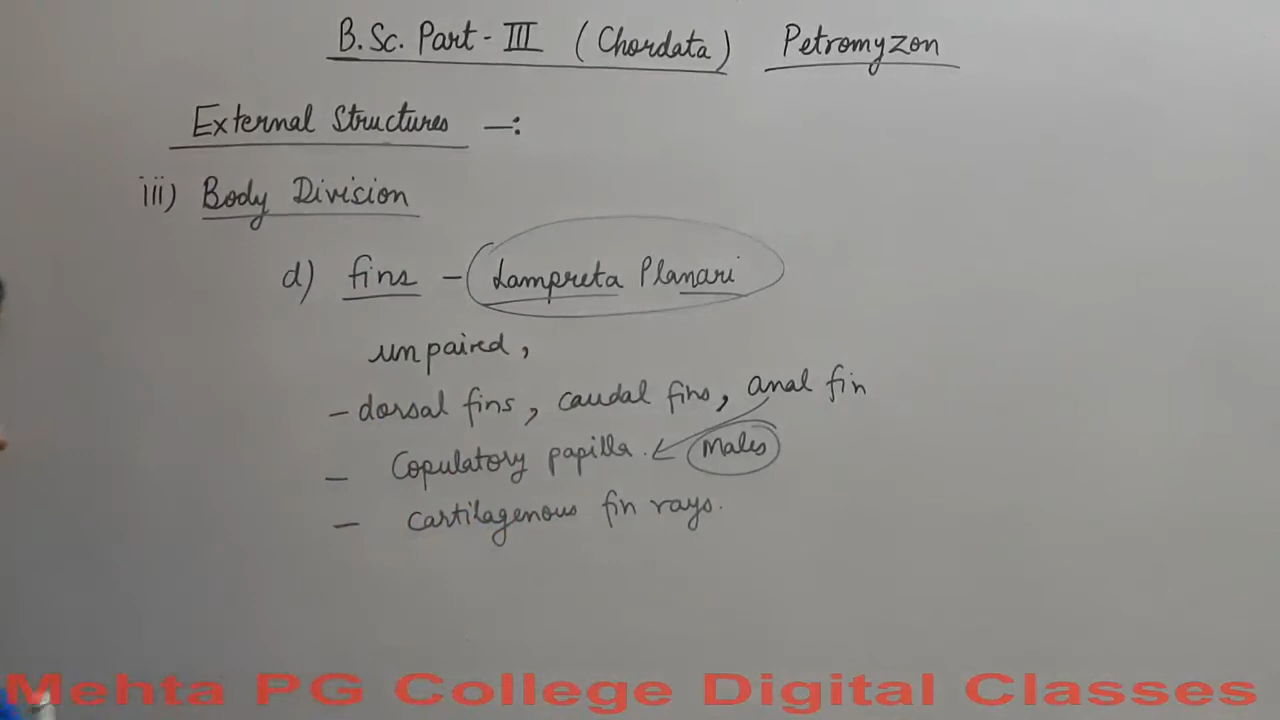 B.Sc. Part - III (Chordata) Petromyzon
External Structures —:
iii) Body Division
d) fins - Lampreta Planari
unpaired,
- dorsal fins, caudal fins, anal fin
- Copulatory papilla. ← Males
- Cartilagenous fin rays.
Mehta PG College Digital Classes